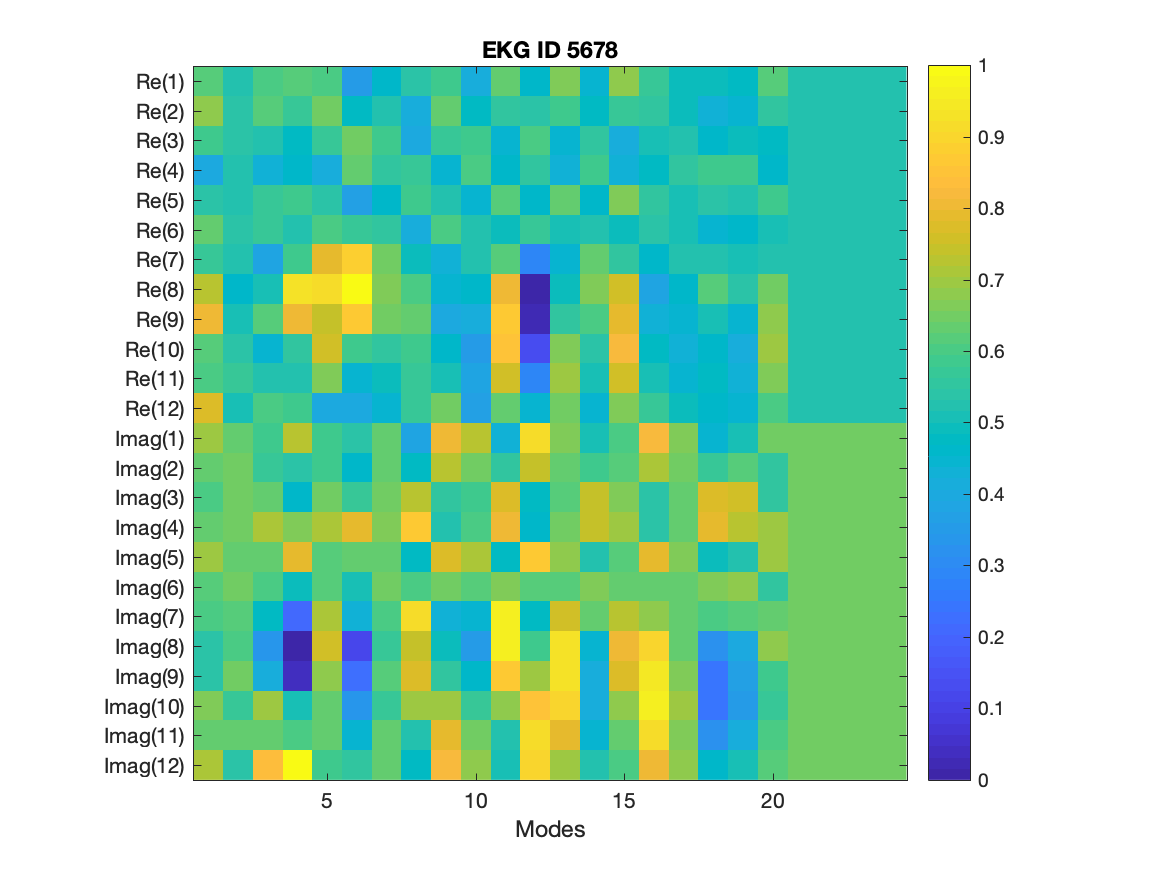 EKG ID 5678
Re(1)
Re(2)
Re(3)
Re(4)
Re(5)
Re(6)
Re(7)
Re(8)
Re(9)
Re(10)
Re(11)
Re(12)
Imag(1)
Imag(2)
Imag(3)
Imag(4)
Imag(5)
Imag(6)
Imag(7)
Imag(8)
Imag(9)
Imag(10)
Imag(11)
Imag(12)
5 10 15 20
Modes
1
0.9
0.8
0.7
0.6
0.5
0.4
0.3
0.2
0.1
0